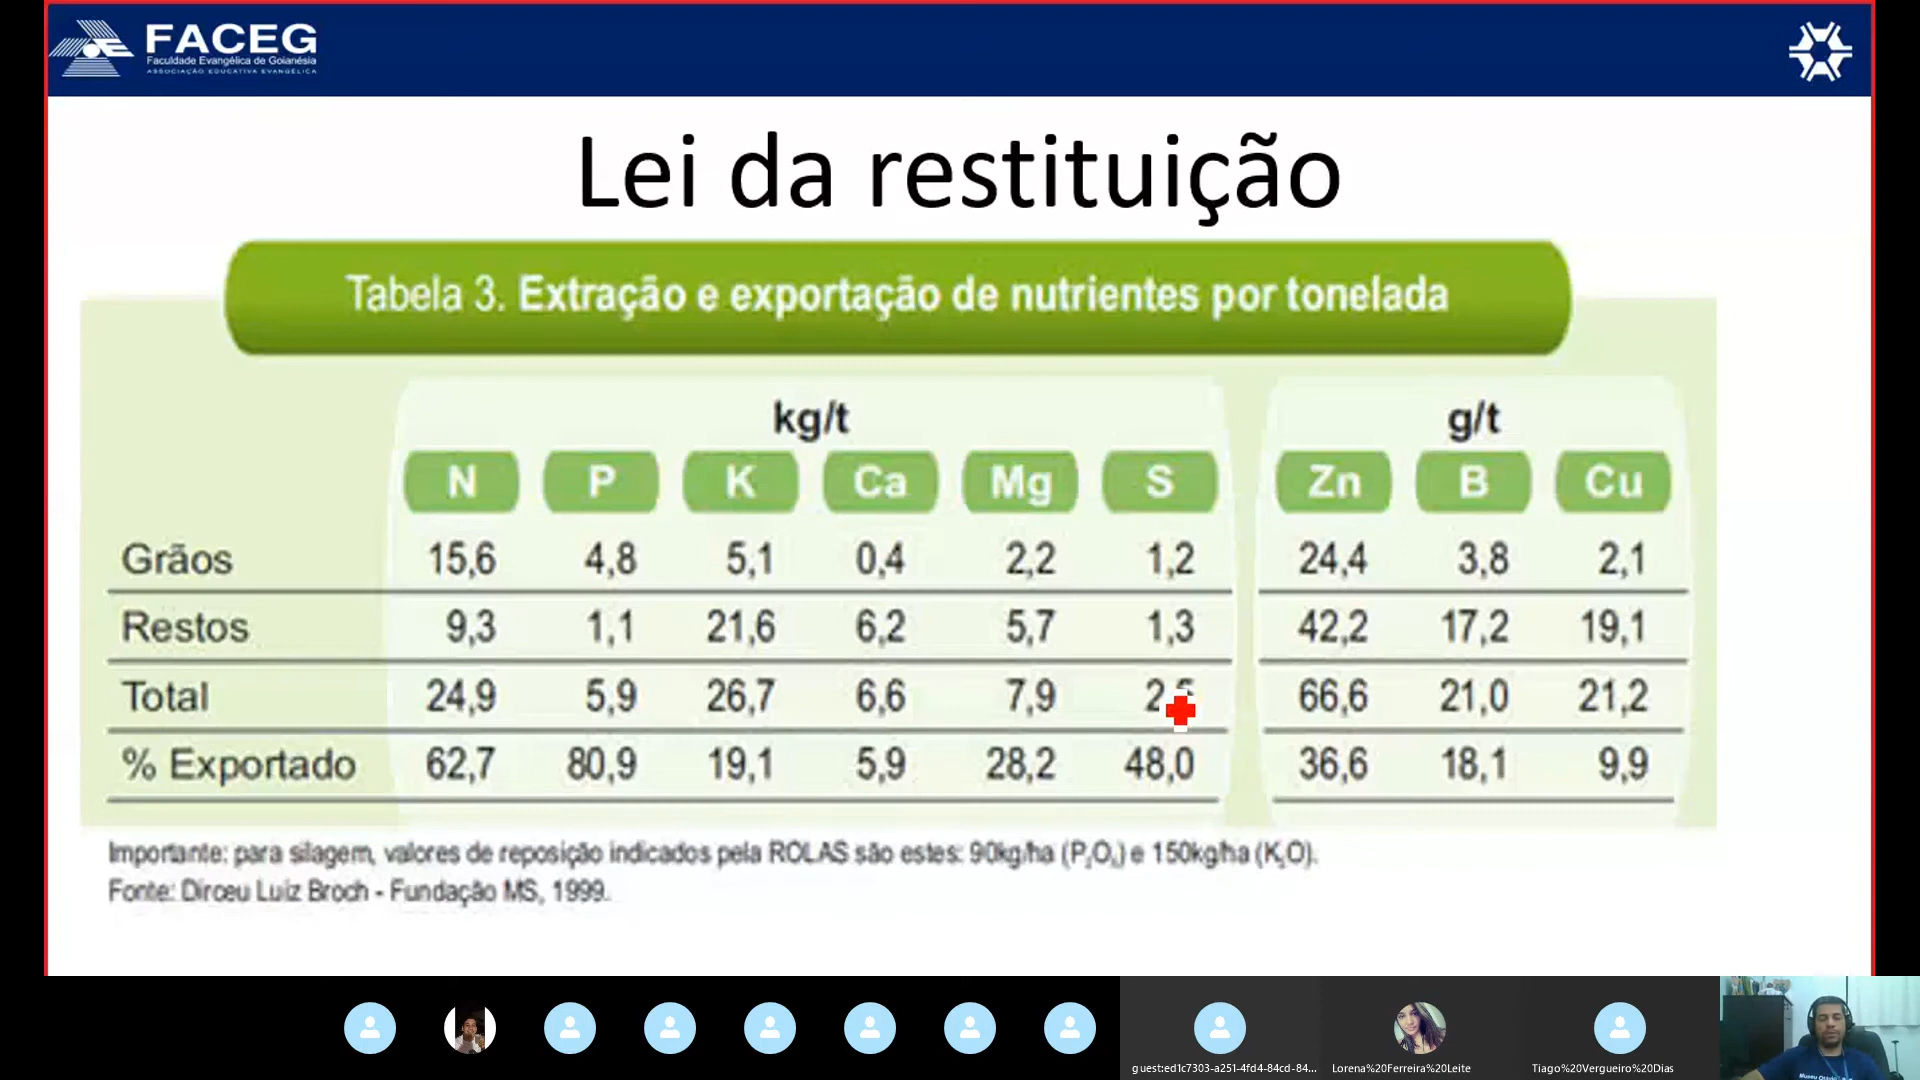 FACEG
Faculdade Evangélica de Goianésia
ASSOCIAÇÃO EDUCATIVA EVANGÉLICA
Lei da restituição
Tabela 3. Extração e exportação de nutrientes por tonelada
kg/t g/t
N P K Ca Mg S Zn B Cu
Grãos 15,6 4,8 5,1 0,4 2,2 1,2 24,4 3,8 2,1
Restos 9,3 1,1 21,6 6,2 5,7 1,3 42,2 17,2 19,1
Total 24,9 5,9 26,7 6,6 7,9 66,6 21,0 21,2
% Exportado 62,7 80,9 19,1 5,9 28,2 48,0 36,6 18,1 9,9
Importante: para silagem, valores de reposição indicados pela ROLAS são estes: 90kg/ha (P₂O₅) e 150kg/ha (K₂O).
Fonte: Dirceu Luiz Broch - Fundação MS, 1999.
guest:ed1c7303-a251-4fd4-84cd-84... Lorena%20Ferreira%20Leite Tiago%20Vergueiro%20Dias